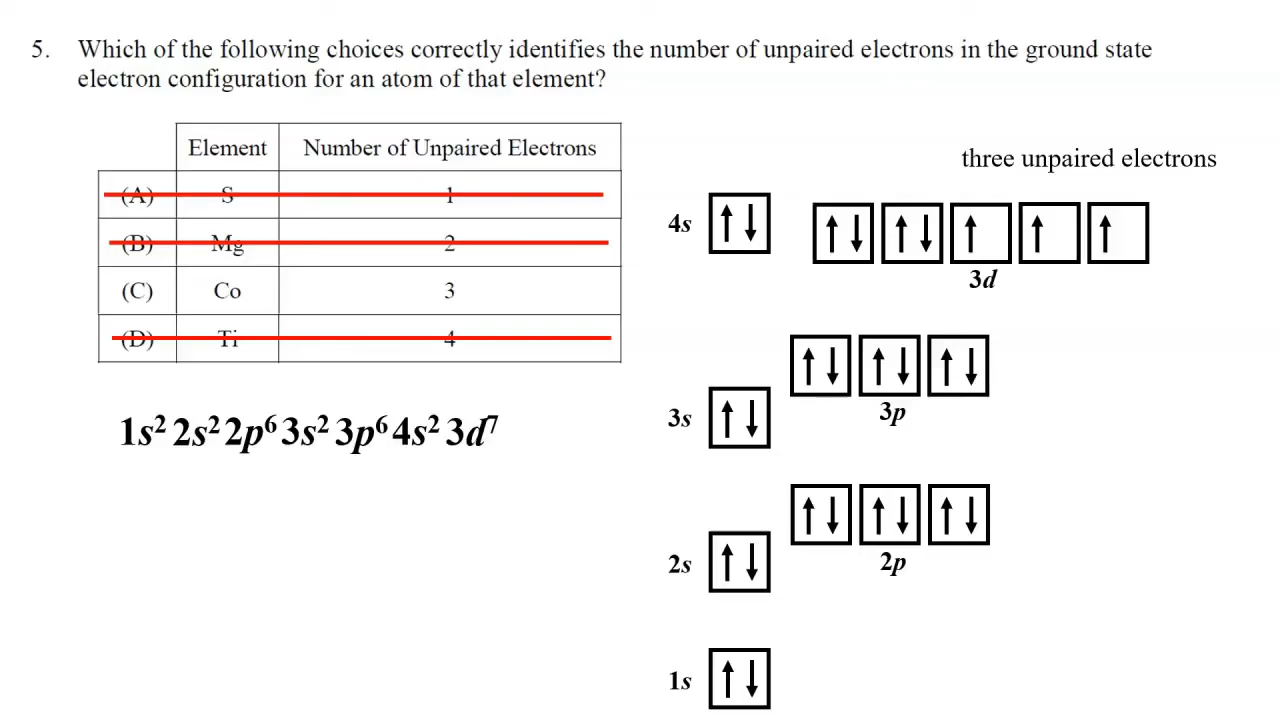 5. Which of the following choices correctly identifies the number of unpaired electrons in the ground state
electron configuration for an atom of that element?
Element Number of Unpaired Electrons
(A) S 1
(B) Mg 2
(C) Co 3
(D) Ti 4
1s² 2s² 2p⁶ 3s² 3p⁶ 4s² 3d⁷
three unpaired electrons
4s
3d
3s
3p
2s
2p
1s